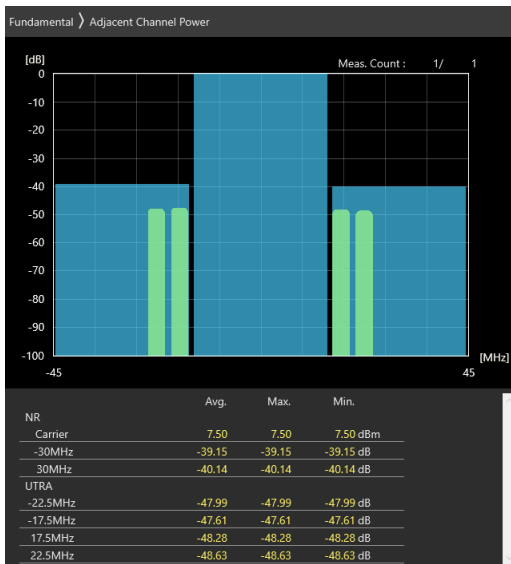 Fundamental ⟩ Adjacent Channel Power
[dB]
Meas. Count : 1/ 1
0
-10
-20
-30
-40
-50
-60
-70
-80
-90
-100
[MHz]
-45 45
Avg. Max. Min.
NR
Carrier 7.50 7.50 7.50 dBm
-30MHz -39.15 -39.15 -39.15 dB
30MHz -40.14 -40.14 -40.14 dB
UTRA
-22.5MHz -47.99 -47.99 -47.99 dB
-17.5MHz -47.61 -47.61 -47.61 dB
17.5MHz -48.28 -48.28 -48.28 dB
22.5MHz -48.63 -48.63 -48.63 dB